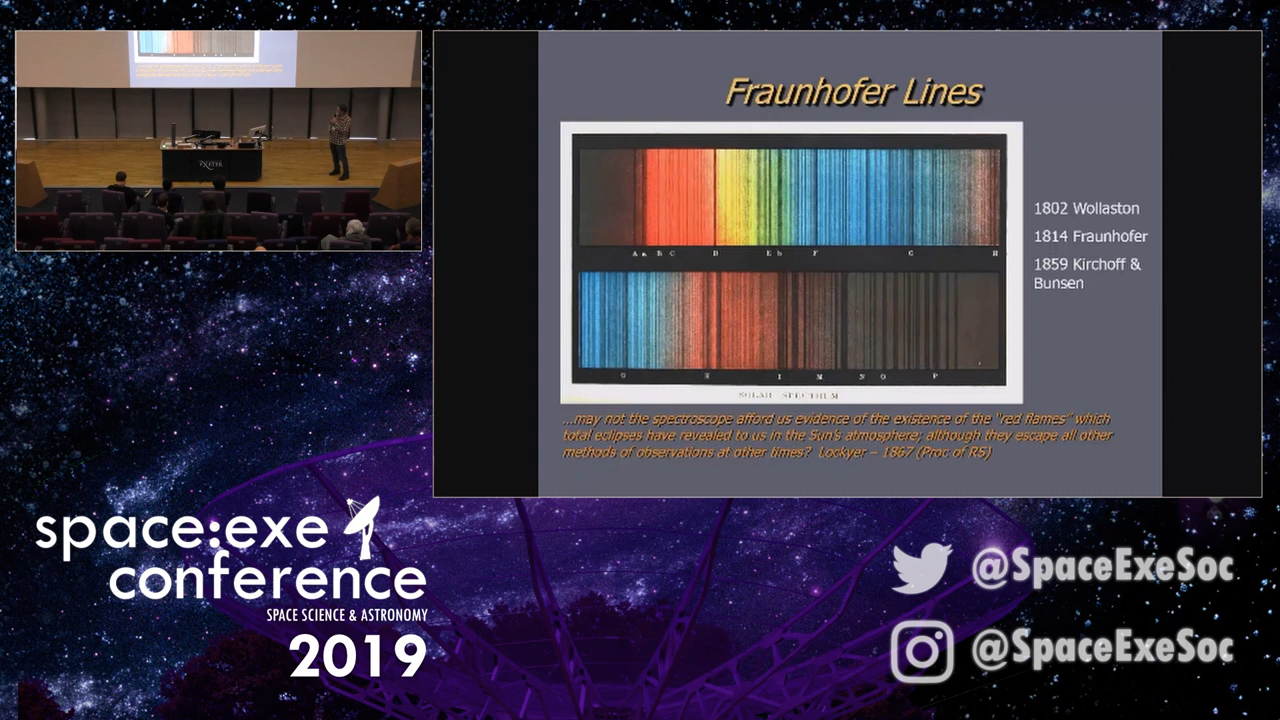 EXETER
Fraunhofer Lines
A a B C D E b F G H
G H I M N O P
SOLAR SPECTRUM
1802 Wollaston
1814 Fraunhofer
1859 Kirchoff &
Bunsen
...may not the spectroscope afford us evidence of the existence of the "red flames" which
total eclipses have revealed to us in the Sun's atmosphere; although they escape all other
methods of observations at other times? Lockyer – 1867 (Proc of RS)
space:exe
conference
SPACE SCIENCE & ASTRONOMY
2019
@SpaceExeSoc
@SpaceExeSoc